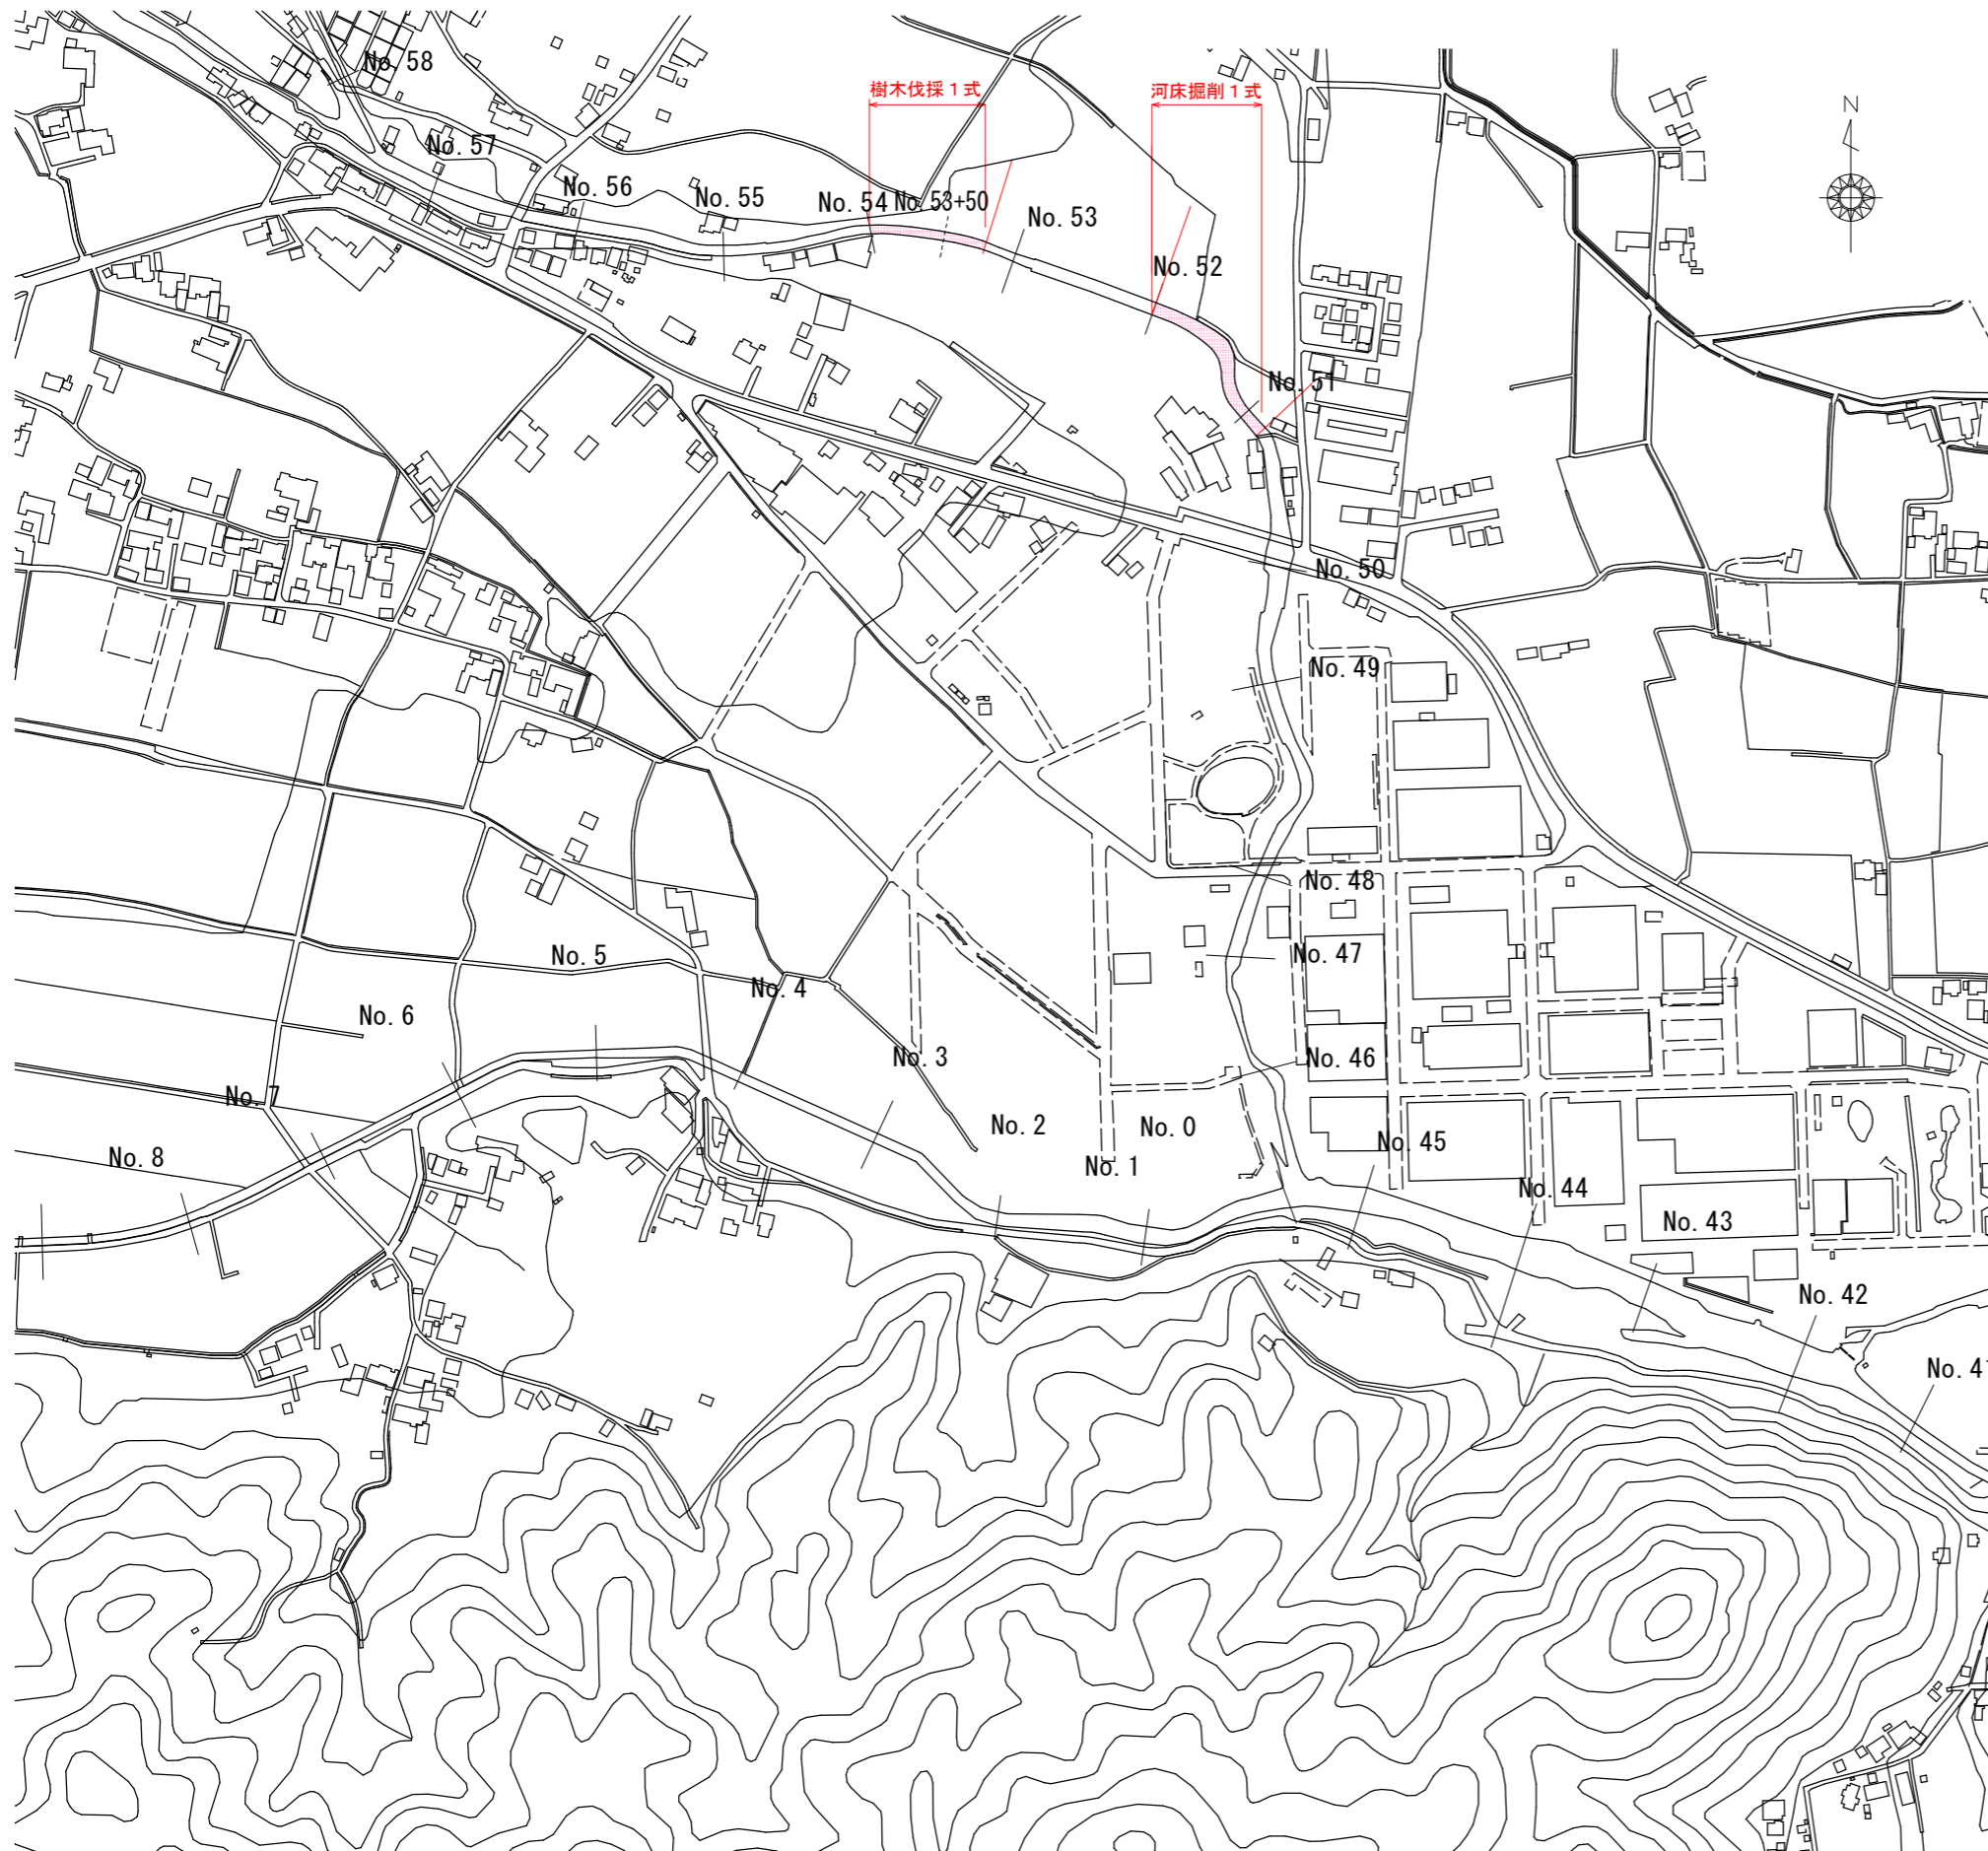 No. 58
樹木伐採１式
河床掘削１式
N
No. 57
No. 56
No. 55
No. 54
No. 53+50
No. 53
No. 52
No. 51
No. 50
No. 49
No. 48
No. 47
No. 46
No. 5
No. 4
No. 6
No. 3
No. 7
No. 2
No. 0
No. 1
No. 8
No. 45
No. 44
No. 43
No. 42
No. 4